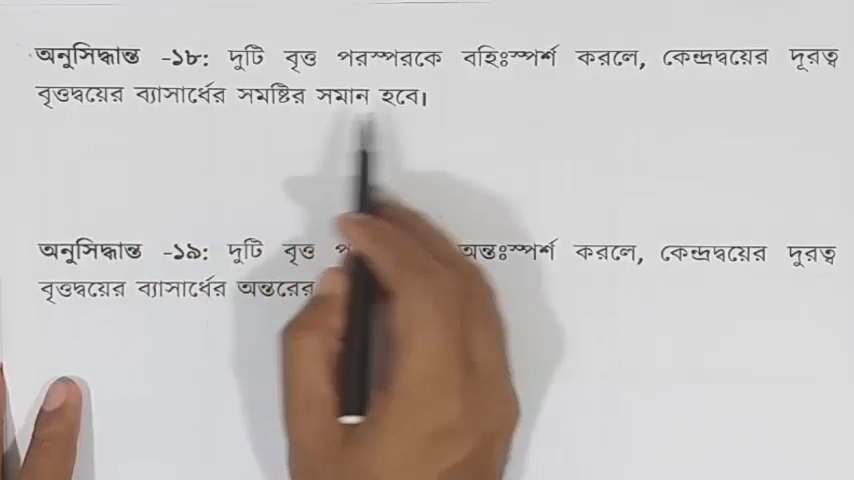 অনুসিদ্ধান্ত -১৮: দুটি বৃত্ত পরস্পরকে বহিঃস্পর্শ করলে, কেন্দ্রদ্বয়ের দূরত্ব
বৃত্তদ্বয়ের ব্যাসার্ধের সমষ্টির সমান হবে।
অনুসিদ্ধান্ত -১৯: দুটি বৃত্ত অন্তঃস্পর্শ করলে, কেন্দ্রদ্বয়ের দূরত্ব
বৃত্তদ্বয়ের ব্যাসার্ধের অন্তরের